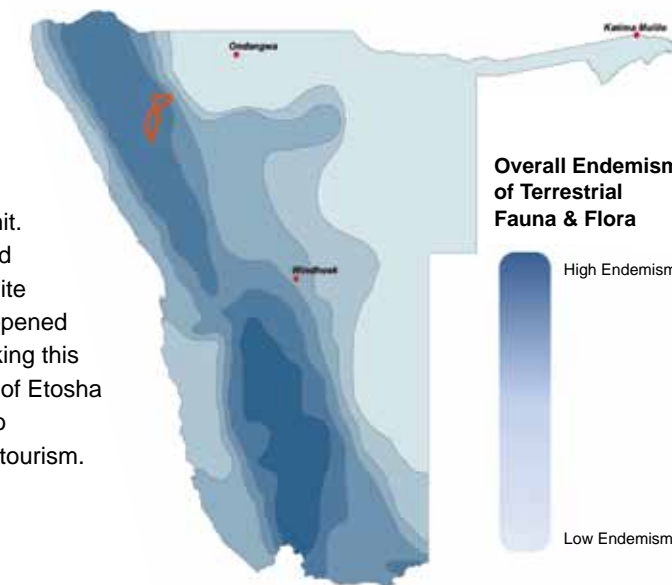 Ondangwa
Katima Mulilo
Windhoek
Overall Endemism
of Terrestrial
Fauna & Flora
High Endemism
Low Endemism
nit.
d
ite
pened
king this
of Etosha
o
tourism.